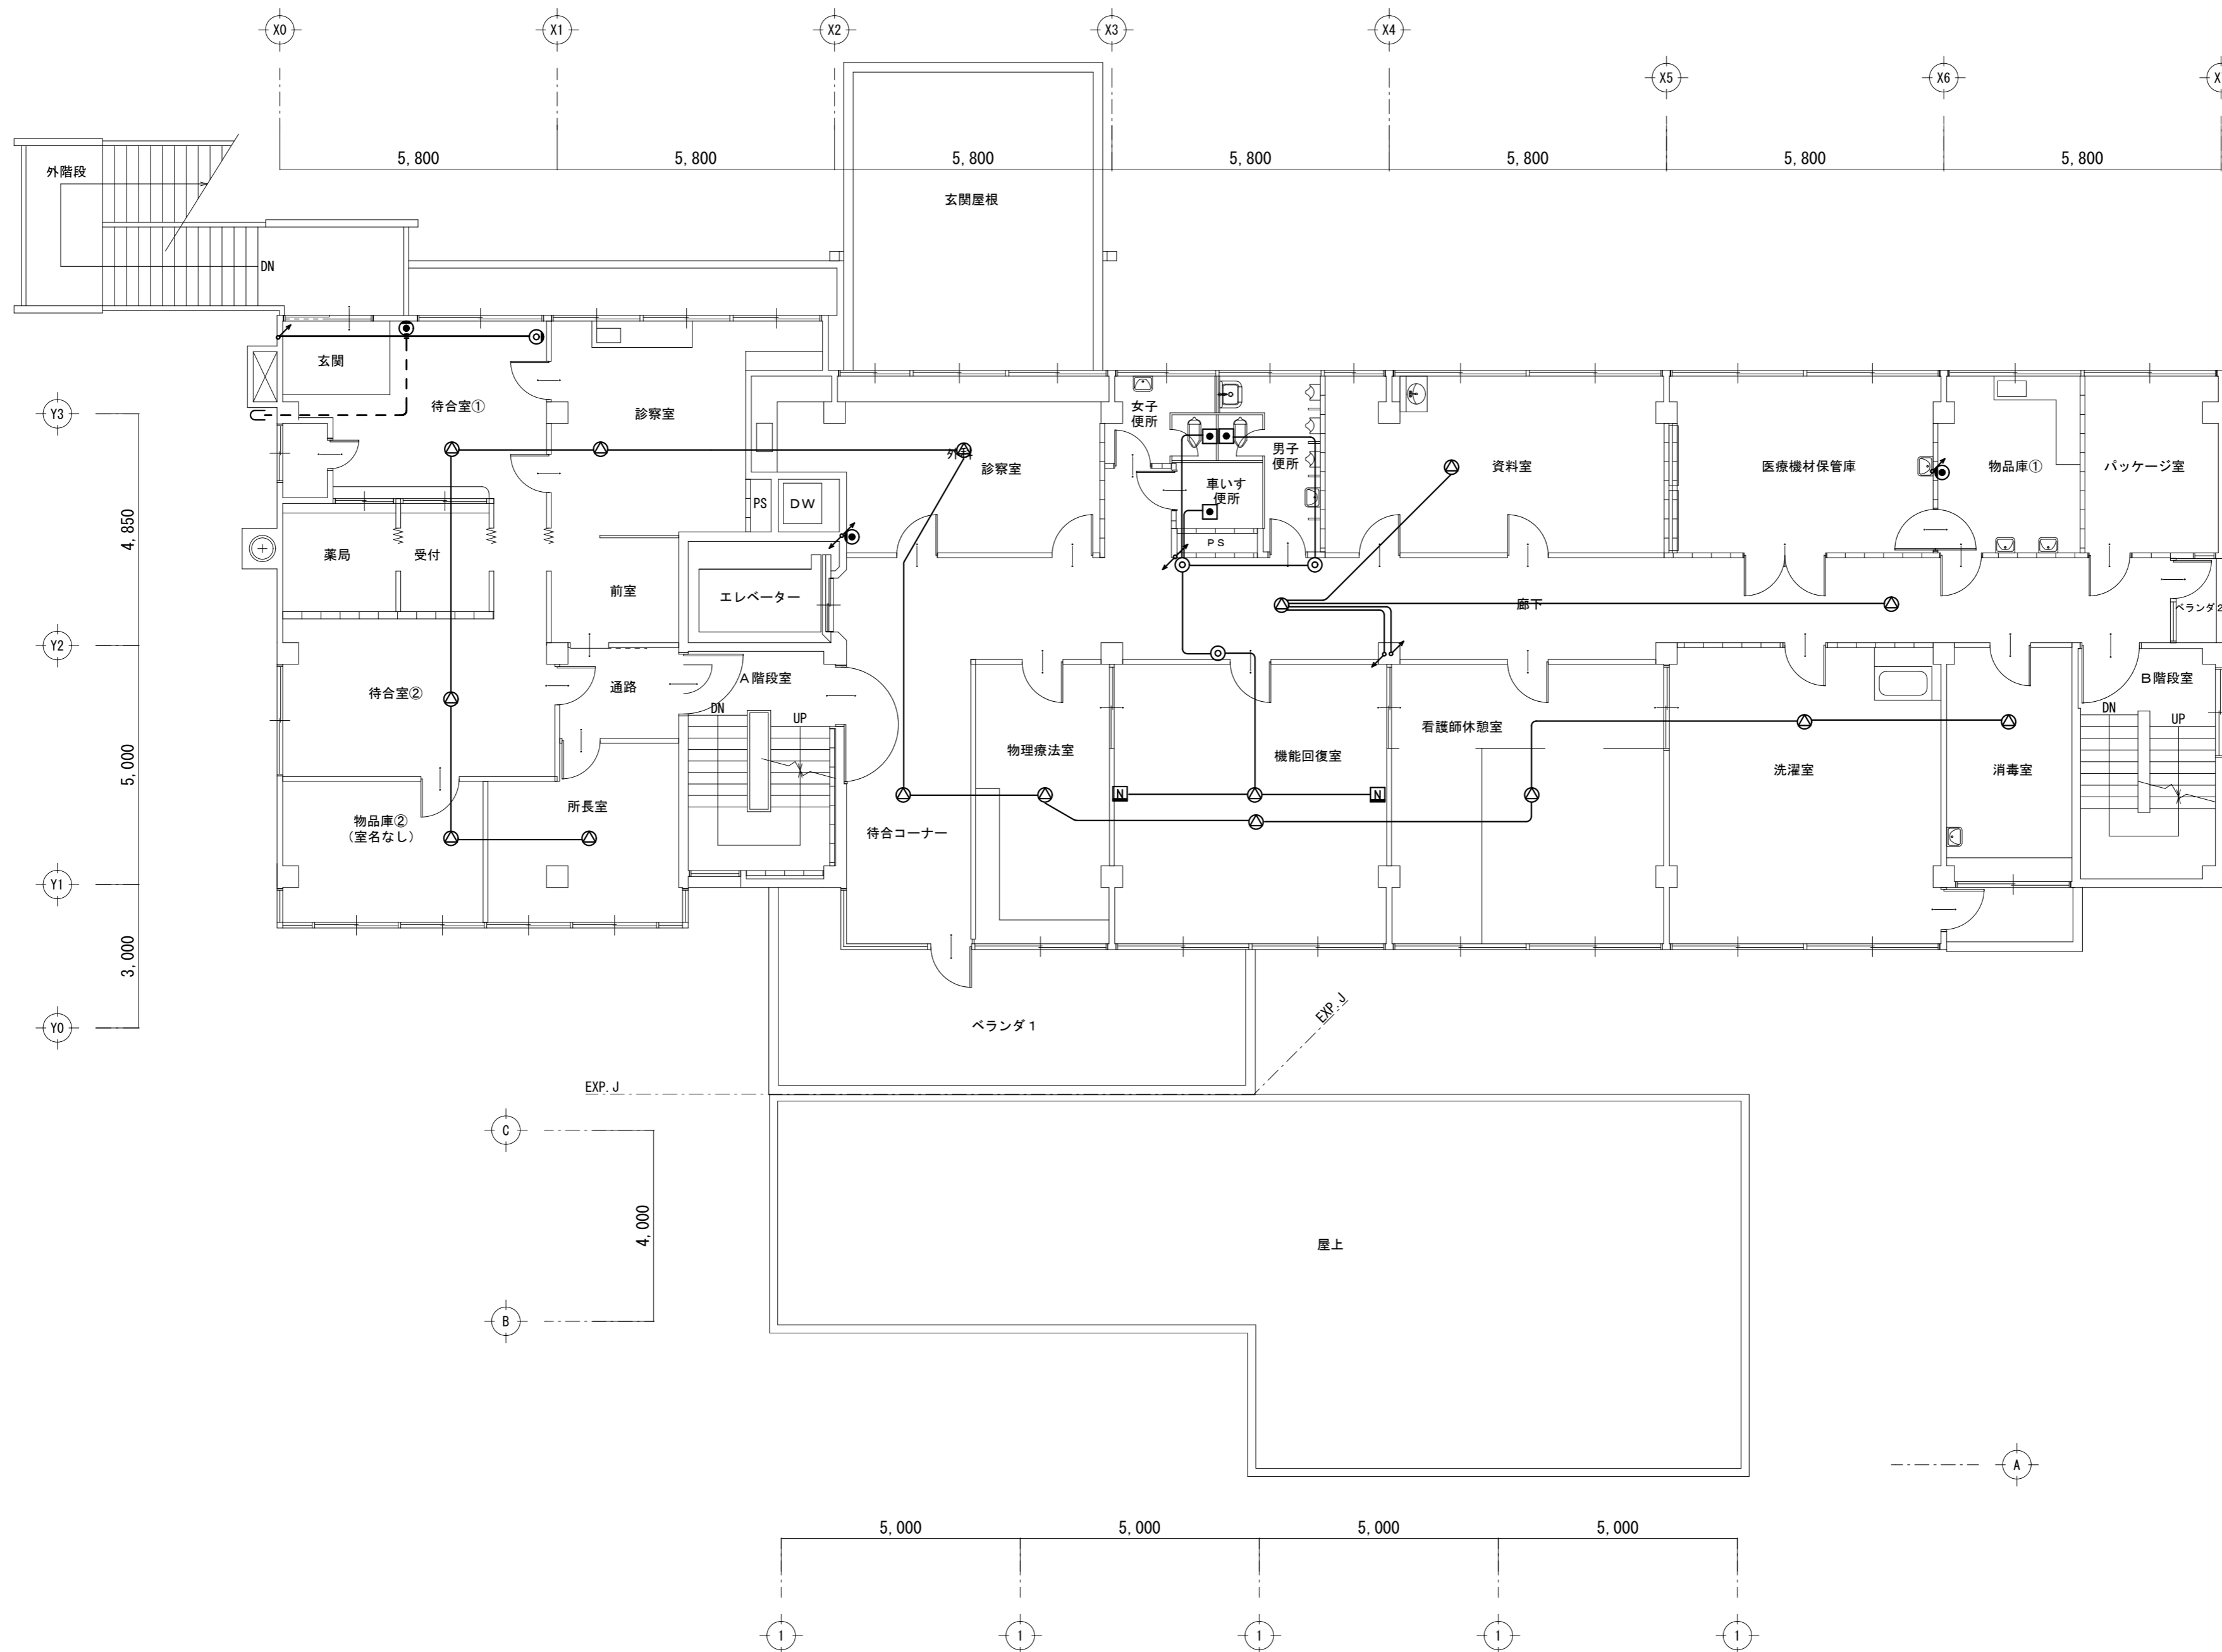 X0
X1
X2
X3
X4
X5
X6
5,800
5,800
5,800
5,800
5,800
5,800
5,800
外階段
DN
玄関屋根
玄関
待合室①
診察室
外科
診察室
女子
便所
男子
便所
車いす
便所
PS
資料室
医療機材保管庫
物品庫①
パッケージ室
Y3
4,850
薬局
受付
前室
PS
DW
エレベーター
廊下
ベランダ2
Y2
待合室②
通路
A階段室
DN
UP
物理療法室
機能回復室
N
N
看護師休憩室
洗濯室
消毒室
B階段室
DN
UP
5,000
物品庫②
(室名なし)
所長室
待合コーナー
Y1
3,000
Y0
ベランダ1
EXP.J
EXP.J
C
4,000
B
屋上
A
5,000
5,000
5,000
5,000
1
1
1
1
1